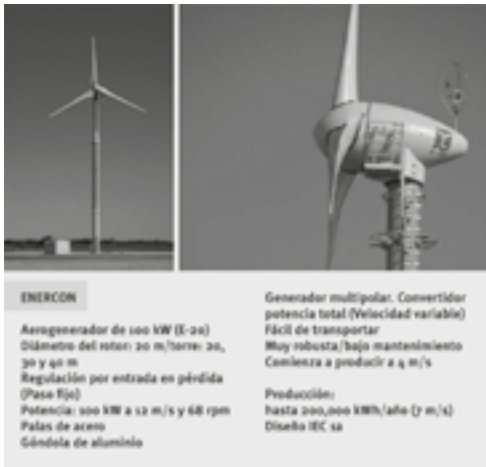 ENERCON
Aerogenerador de 100 kW (E-20)
Diámetro del rotor: 20 m/torre: 20,
30 y 40 m
Regulación por entrada en pérdida
(Paso fijo)
Potencia: 100 kW a 12 m/s y 68 rpm
Palas de acero
Góndola de aluminio
Generador multipolar. Convertidor
potencia total (Velocidad variable)
Fácil de transportar
Muy robusta/bajo mantenimiento
Comienza a producir a 4 m/s
Producción:
hasta 200,000 kWh/año (7 m/s)
Diseño IEC 1a